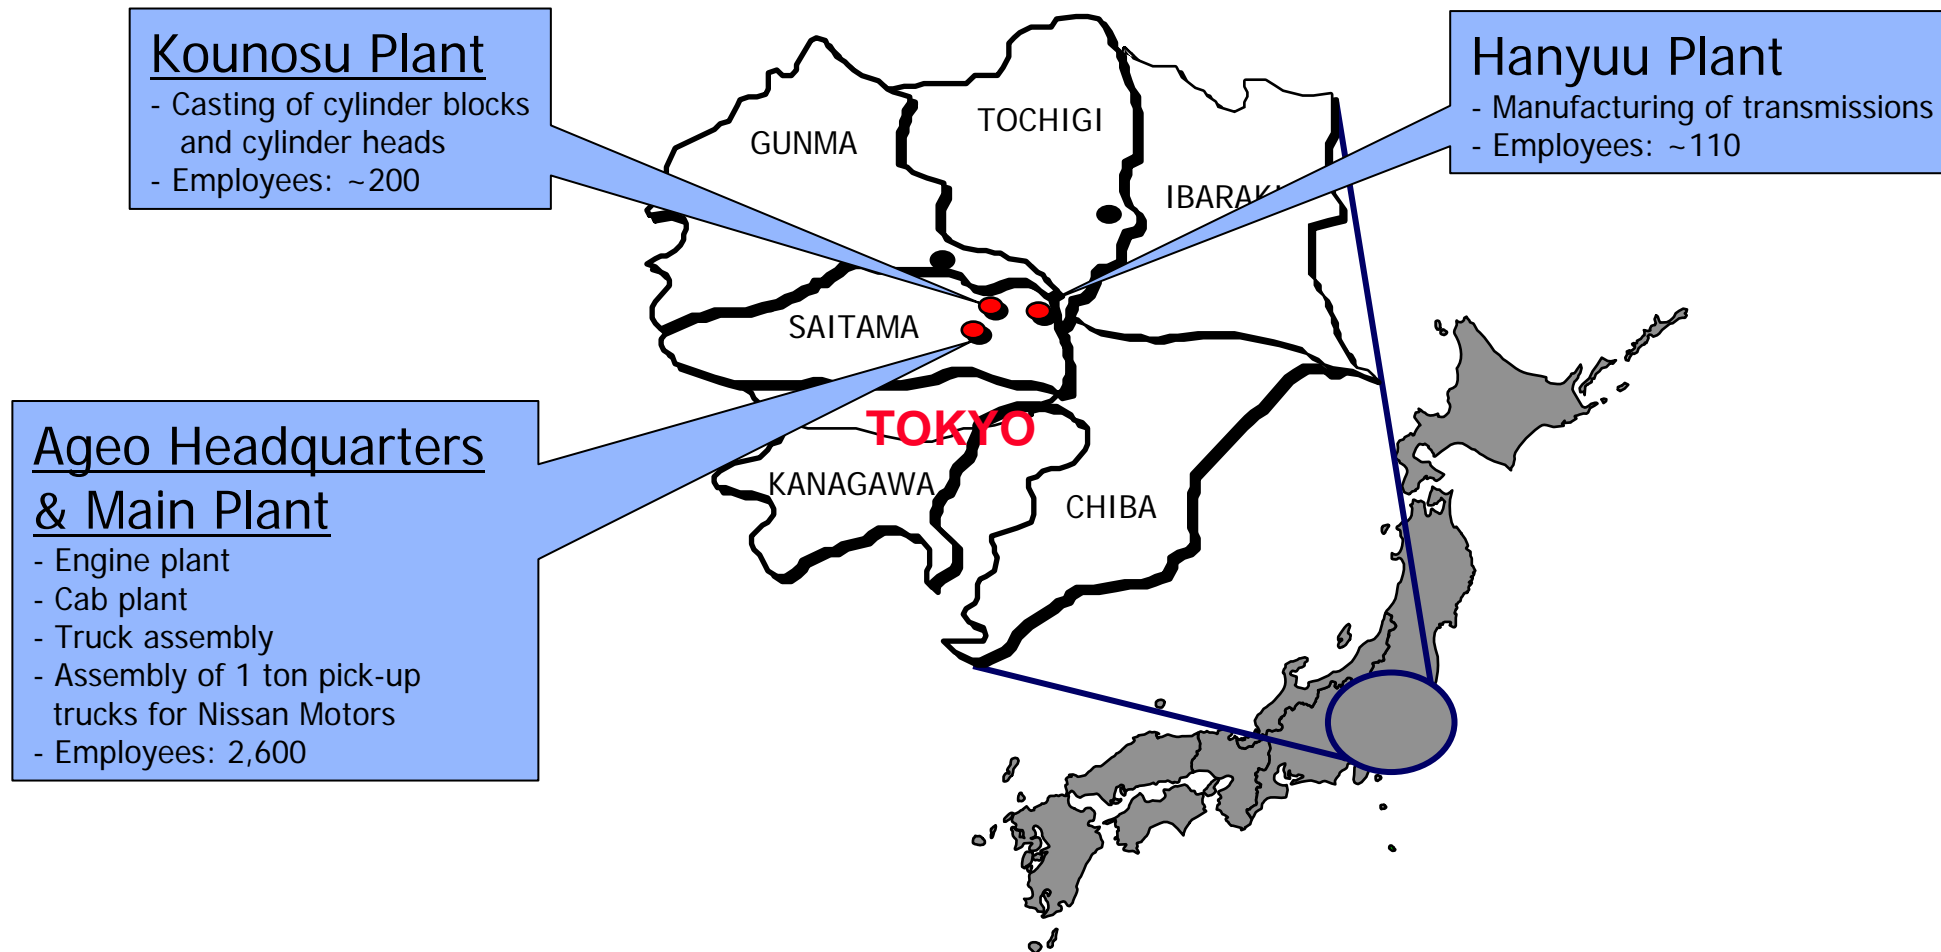 Kounosu Plant
- Casting of cylinder blocks
and cylinder heads
- Employees: ~200
Hanyuu Plant
- Manufacturing of transmissions
- Employees: ~110
TOCHIGI
GUNMA
IBARAKI
SAITAMA
TOKYO
KANAGAWA
CHIBA
Ageo Headquarters
& Main Plant
- Engine plant
- Cab plant
- Truck assembly
- Assembly of 1 ton pick-up
trucks for Nissan Motors
- Employees: 2,600